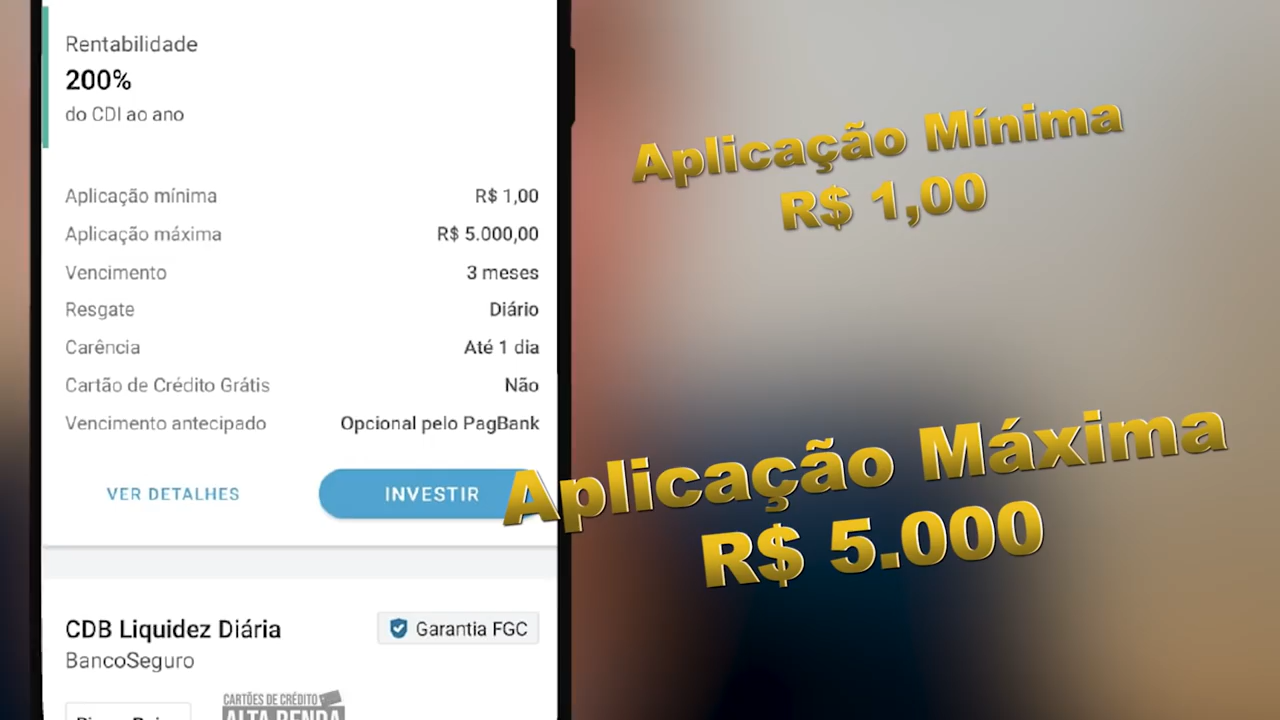 Rentabilidade
200%
do CDI ao ano
Aplicação mínima R$ 1,00
Aplicação máxima R$ 5.000,00
Vencimento 3 meses
Resgate Diário
Carência Até 1 dia
Cartão de Crédito Grátis Não
Vencimento antecipado Opcional pelo PagBank
VER DETALHES INVESTIR
CDB Liquidez Diária Garantia FGC
BancoSeguro
CARTÕES DE CRÉDITO
ALTA RENDA
Aplicação Mínima
R$ 1,00
Aplicação Máxima
R$ 5.000